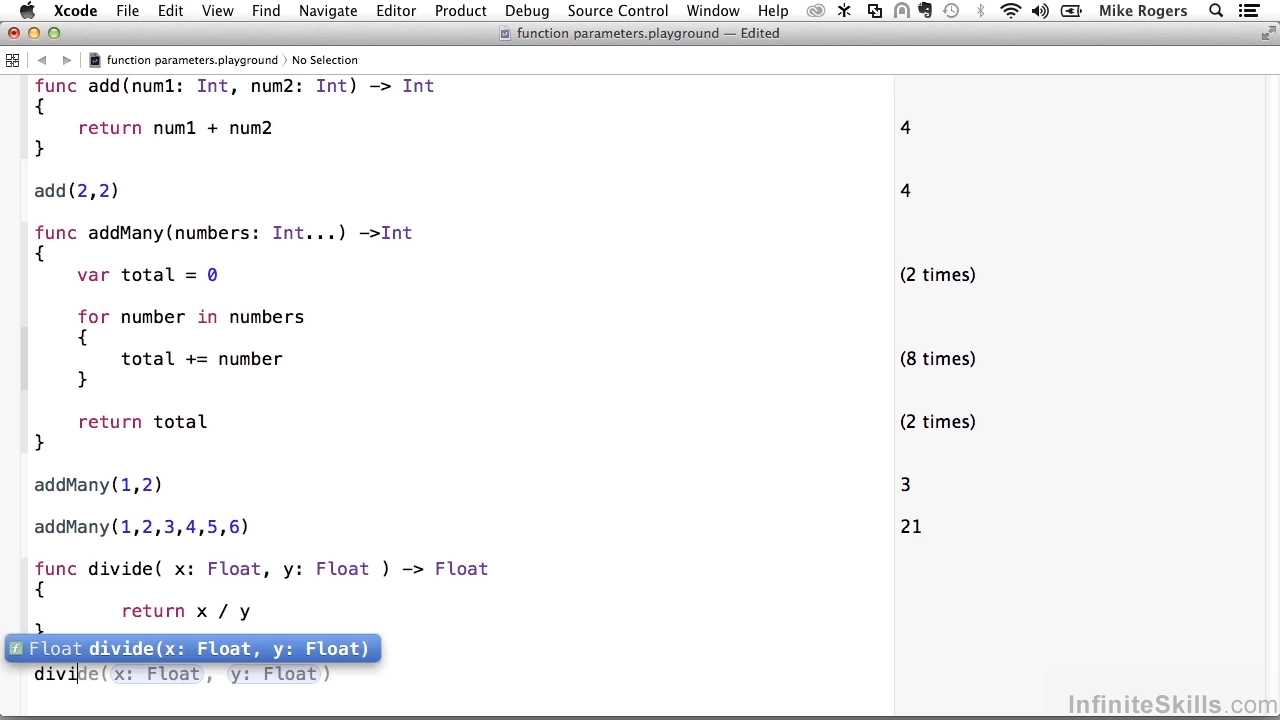 Xcode File Edit View Find Navigate Editor Product Debug Source Control Window Help Mike Rogers
function parameters.playground — Edited
function parameters.playground 〉 No Selection
func add(num1: Int, num2: Int) -> Int
{
return num1 + num2 4
}
add(2,2) 4
func addMany(numbers: Int...) ->Int
{
var total = 0 (2 times)
for number in numbers
{
total += number (8 times)
}
return total (2 times)
}
addMany(1,2) 3
addMany(1,2,3,4,5,6) 21
func divide( x: Float, y: Float ) -> Float
{
return x / y
}
f Float divide(x: Float, y: Float)
divide(x: Float, y: Float)
InfiniteSkills.com